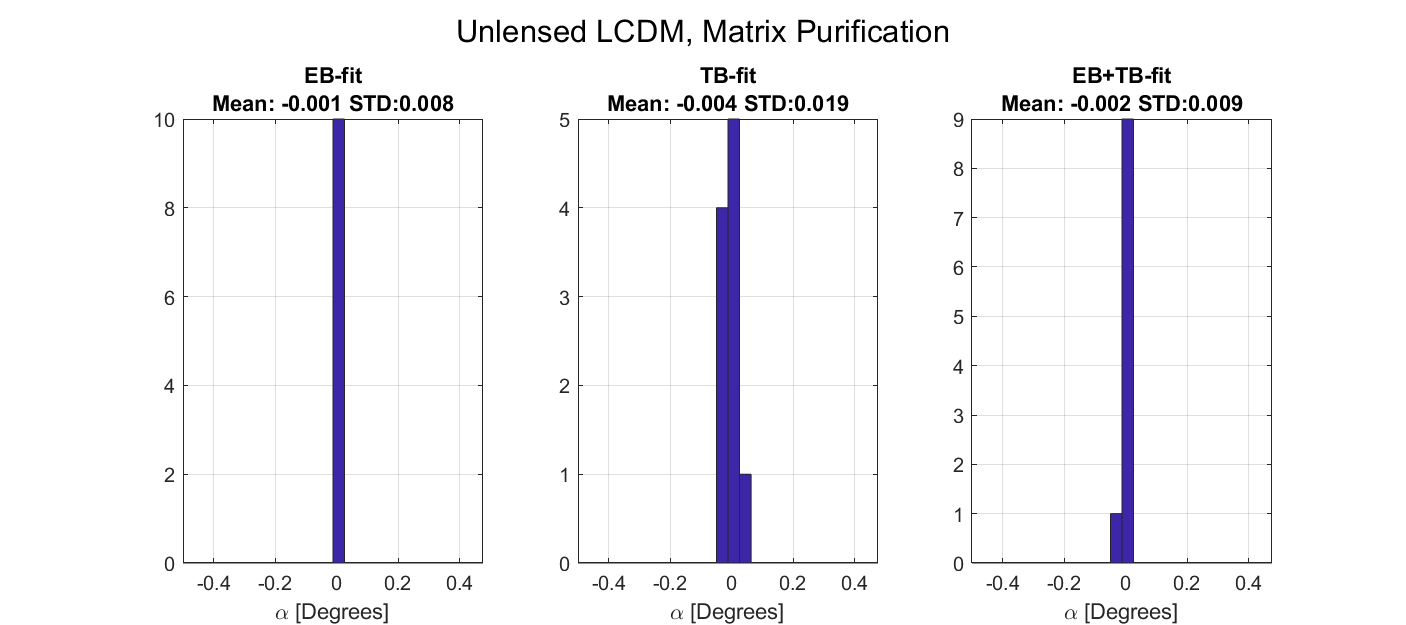 Unlensed LCDM, Matrix Purification
EB-fit
Mean: -0.001 STD:0.008
10
8
6
4
2
0
-0.4 -0.2 0 0.2 0.4
α [Degrees]
TB-fit
Mean: -0.004 STD:0.019
5
4
3
2
1
0
-0.4 -0.2 0 0.2 0.4
α [Degrees]
EB+TB-fit
Mean: -0.002 STD:0.009
9
8
7
6
5
4
3
2
1
0
-0.4 -0.2 0 0.2 0.4
α [Degrees]